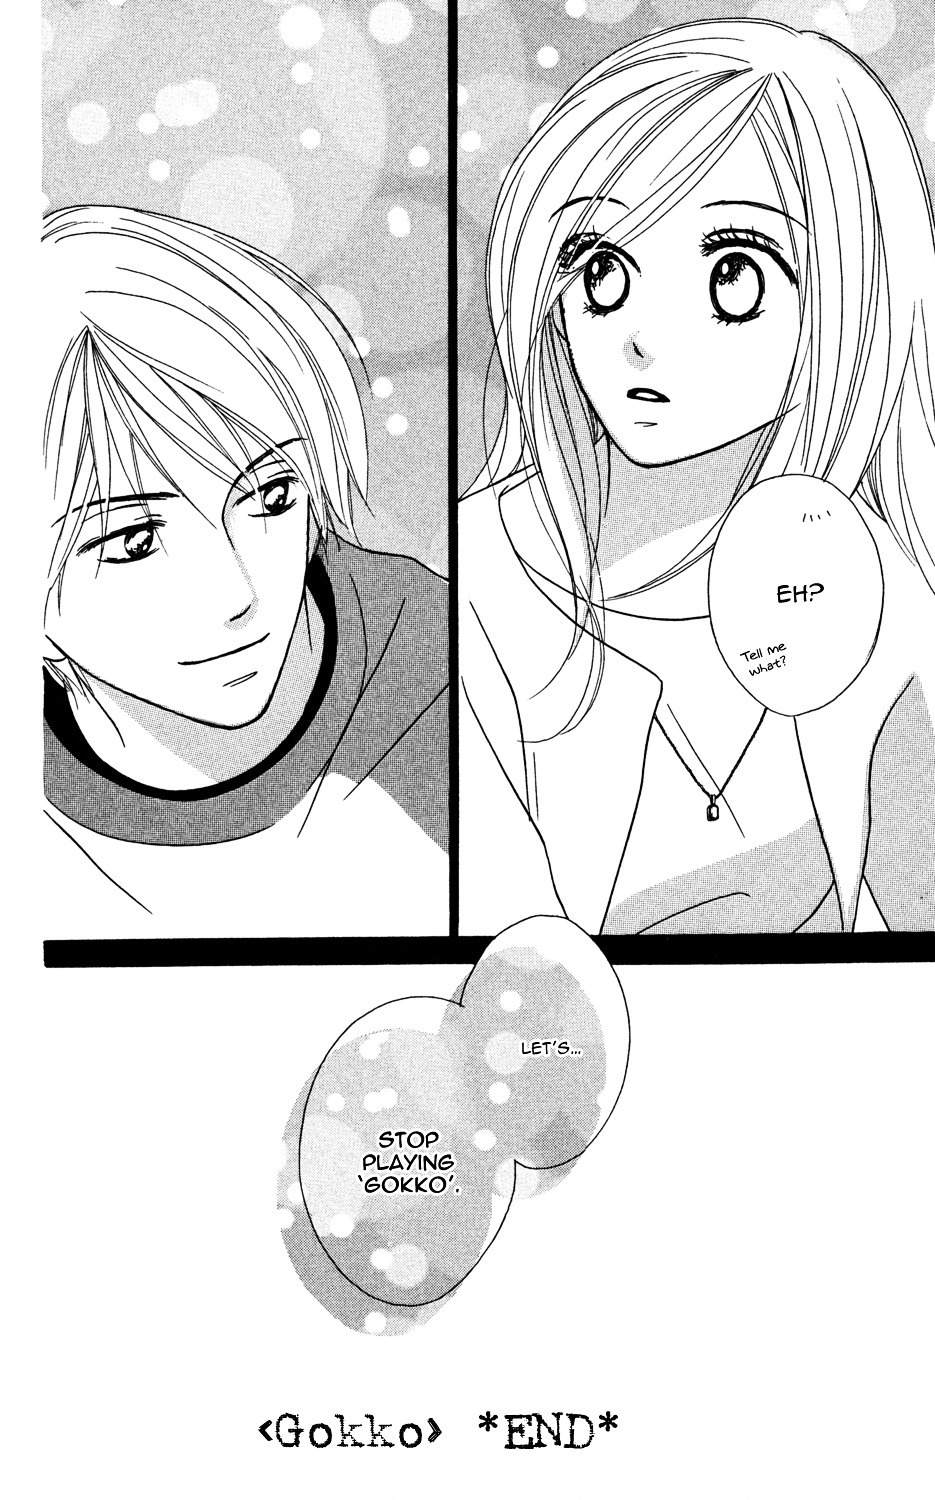 EH?
Tell me
what?
LET'S...
STOP
PLAYING
'GOKKO'.
<Gokko> *END*